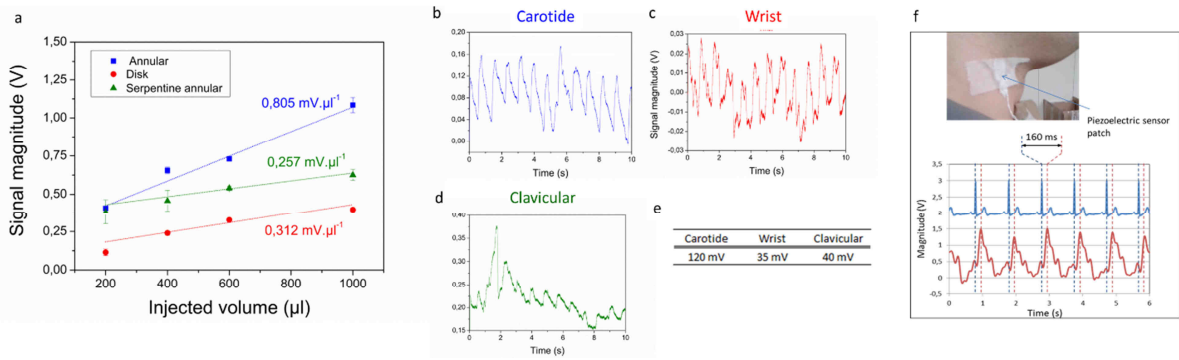 a
1,50
1,25
1,00
0,75
0,50
0,25
0,00
Signal magnitude (V)
Annular
Disk
Serpentine annular
0,805 mV.µl⁻¹
0,257 mV.µl⁻¹
0,312 mV.µl⁻¹
200 400 600 800 1000
Injected volume (µl)
b
Carotide
0,20
0,16
0,12
0,08
0,04
0,00
Signal magnitude (V)
0 2 4 6 8 10
Time (s)
c
Wrist
0,03
0,02
0,01
0,00
-0,01
-0,02
-0,03
Signal magnitude (V)
0 2 4 6 8 10
Time (s)
d
Clavicular
0,40
0,35
0,30
0,25
0,20
0,15
0 2 4 6 8 10
Time (s)
e
Carotide Wrist Clavicular
120 mV 35 mV 40 mV
f
Piezoelectric sensor
patch
160 ms
3,5
3
2,5
2
1,5
1
0,5
0
-0,5
Magnitude(V)
0 1 2 3 4 5 6
Time (s)